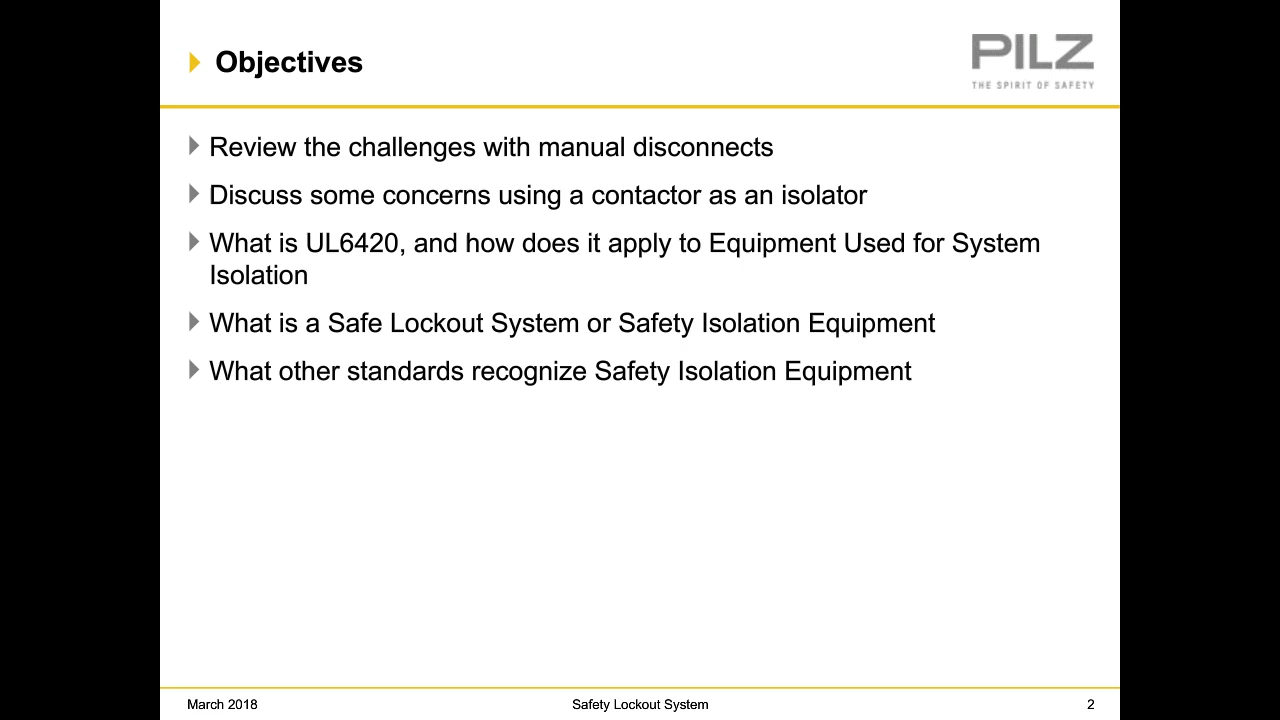 Objectives
PILZ
THE SPIRIT OF SAFETY
Review the challenges with manual disconnects
Discuss some concerns using a contactor as an isolator
What is UL6420, and how does it apply to Equipment Used for System
Isolation
What is a Safe Lockout System or Safety Isolation Equipment
What other standards recognize Safety Isolation Equipment
March 2018
Safety Lockout System
2